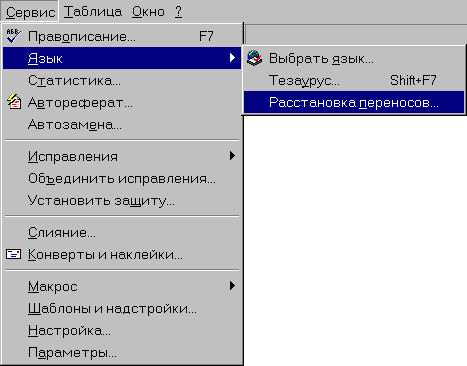 Сервис Таблица Окно ?
Правописание... F7
Язык
Выбрать язык...
Статистика...
Тезаурус... Shift+F7
Автореферат...
Расстановка переносов...
Автозамена...
Исправления
Объединить исправления...
Установить защиту...
Слияние...
Конверты и наклейки...
Макрос
Шаблоны и надстройки...
Настройка...
Параметры...